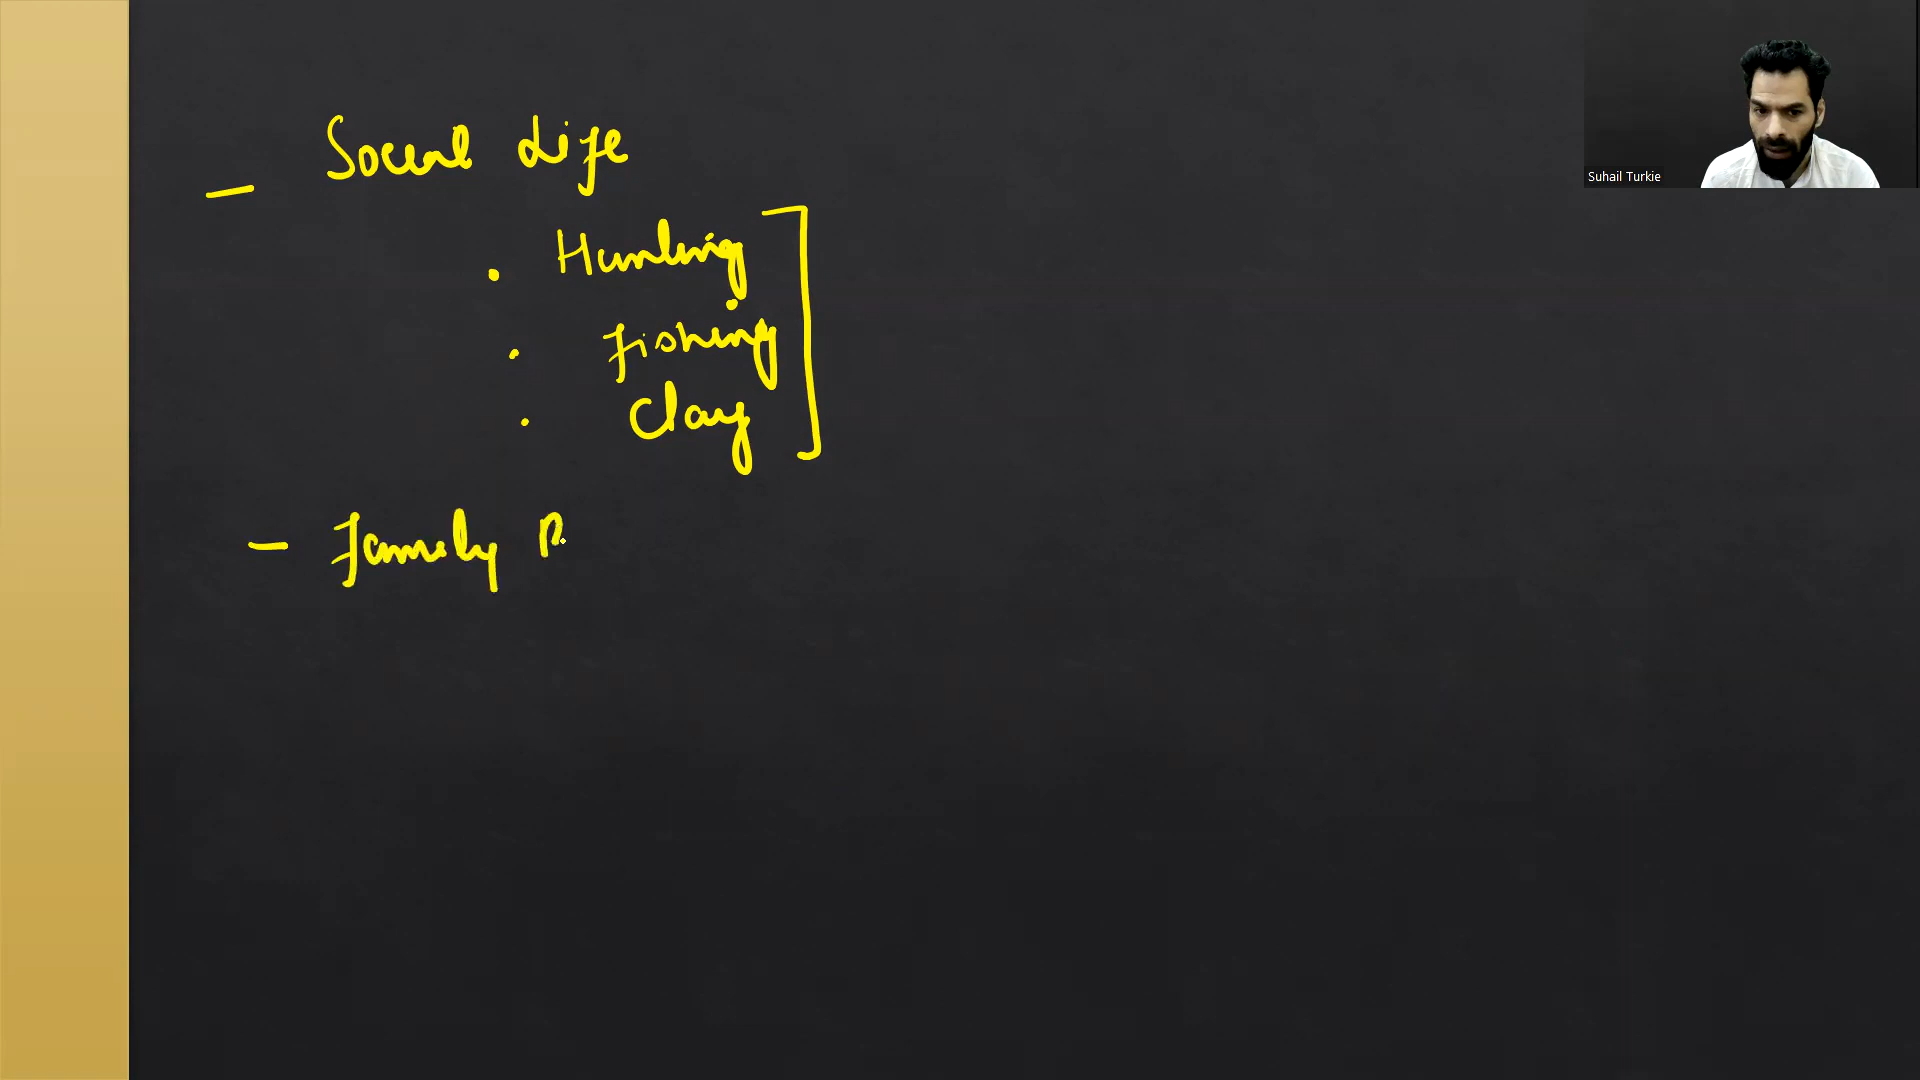 Suhail Turkie
- Social Life
. Hunting
. Fishing
. Clay
- Family